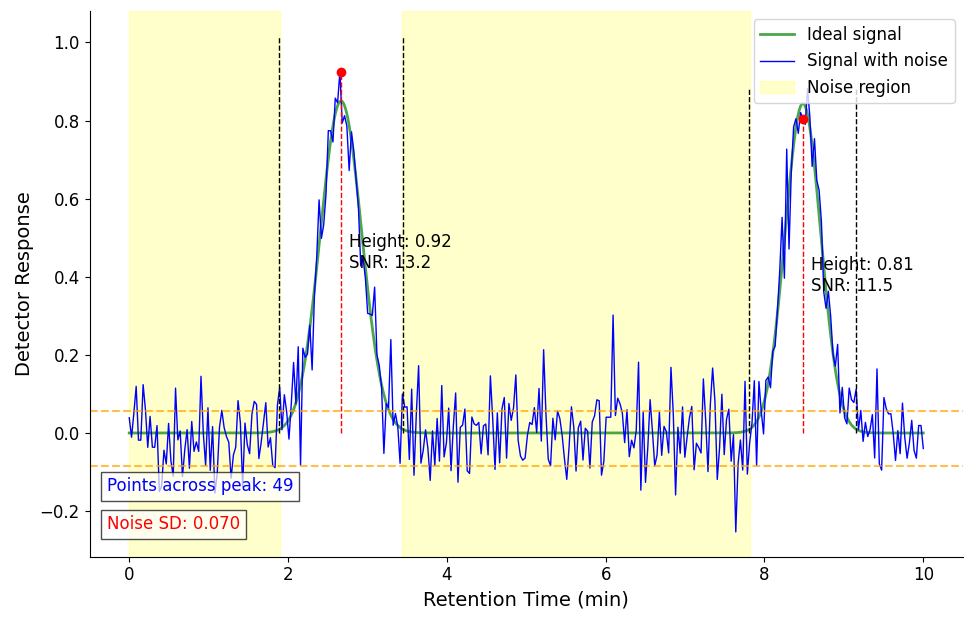 Ideal signal
Signal with noise
Noise region
Height: 0.92
SNR: 13.2
Height: 0.81
SNR: 11.5
Points across peak: 49
Noise SD: 0.070
Detector Response
1.0
0.8
0.6
0.4
0.2
0.0
−0.2
0 2 4 6 8 10
Retention Time (min)